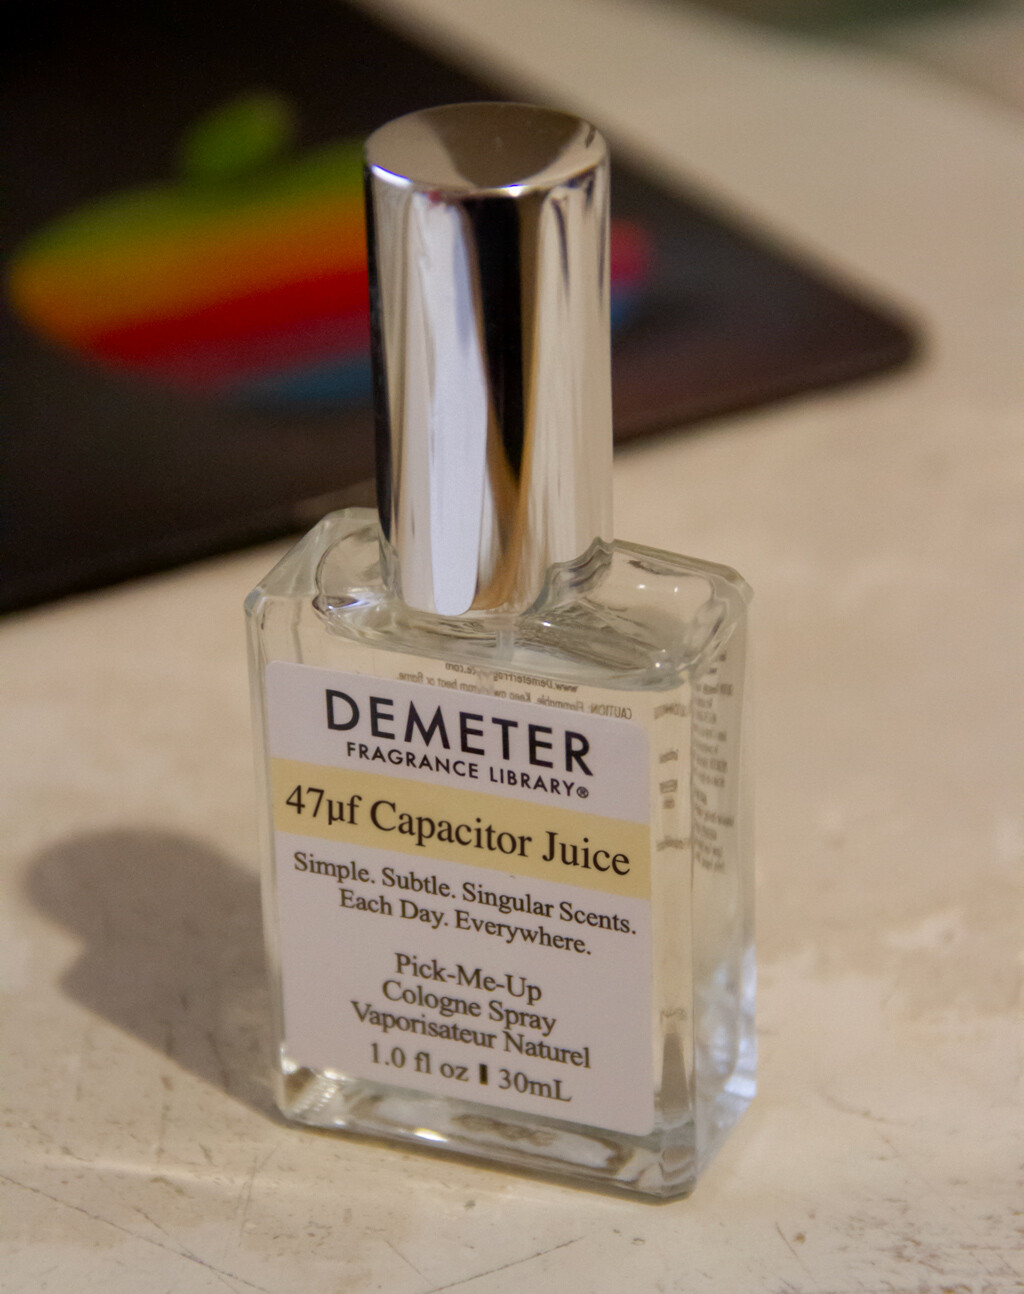 DEMETER
FRAGRANCE LIBRARY®
47µf Capacitor Juice
Simple. Subtle. Singular Scents.
Each Day. Everywhere.
Pick-Me-Up
Cologne Spray
Vaporisateur Naturel
1.0 fl oz ▮ 30mL